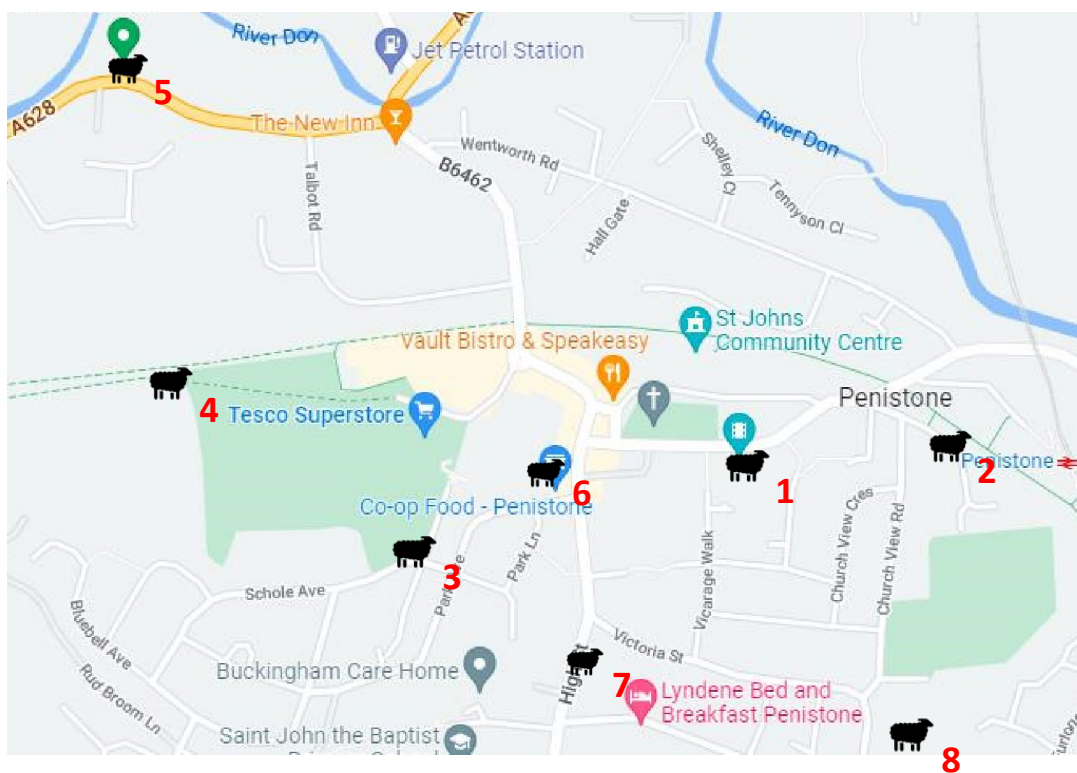 River Don
Jet Petrol Station
5
A628
The New Inn
Wentworth Rd
River Don
B6462
Shelley Cl
Talbot Rd
Tennyson Cl
Hall Gate
St Johns
Community Centre
Vault Bistro & Speakeasy
Penistone
4
Tesco Superstore
Penistone
2
6
1
Co-op Food - Penistone
Church View Cres
Church View Rd
Park Ln
Vicarage Walk
3
Schole Ave
Bluebell Ave
Victoria St
Buckingham Care Home
Rud Broom Ln
7
Lyndene Bed and
Breakfast Penistone
Saint John the Baptist
8